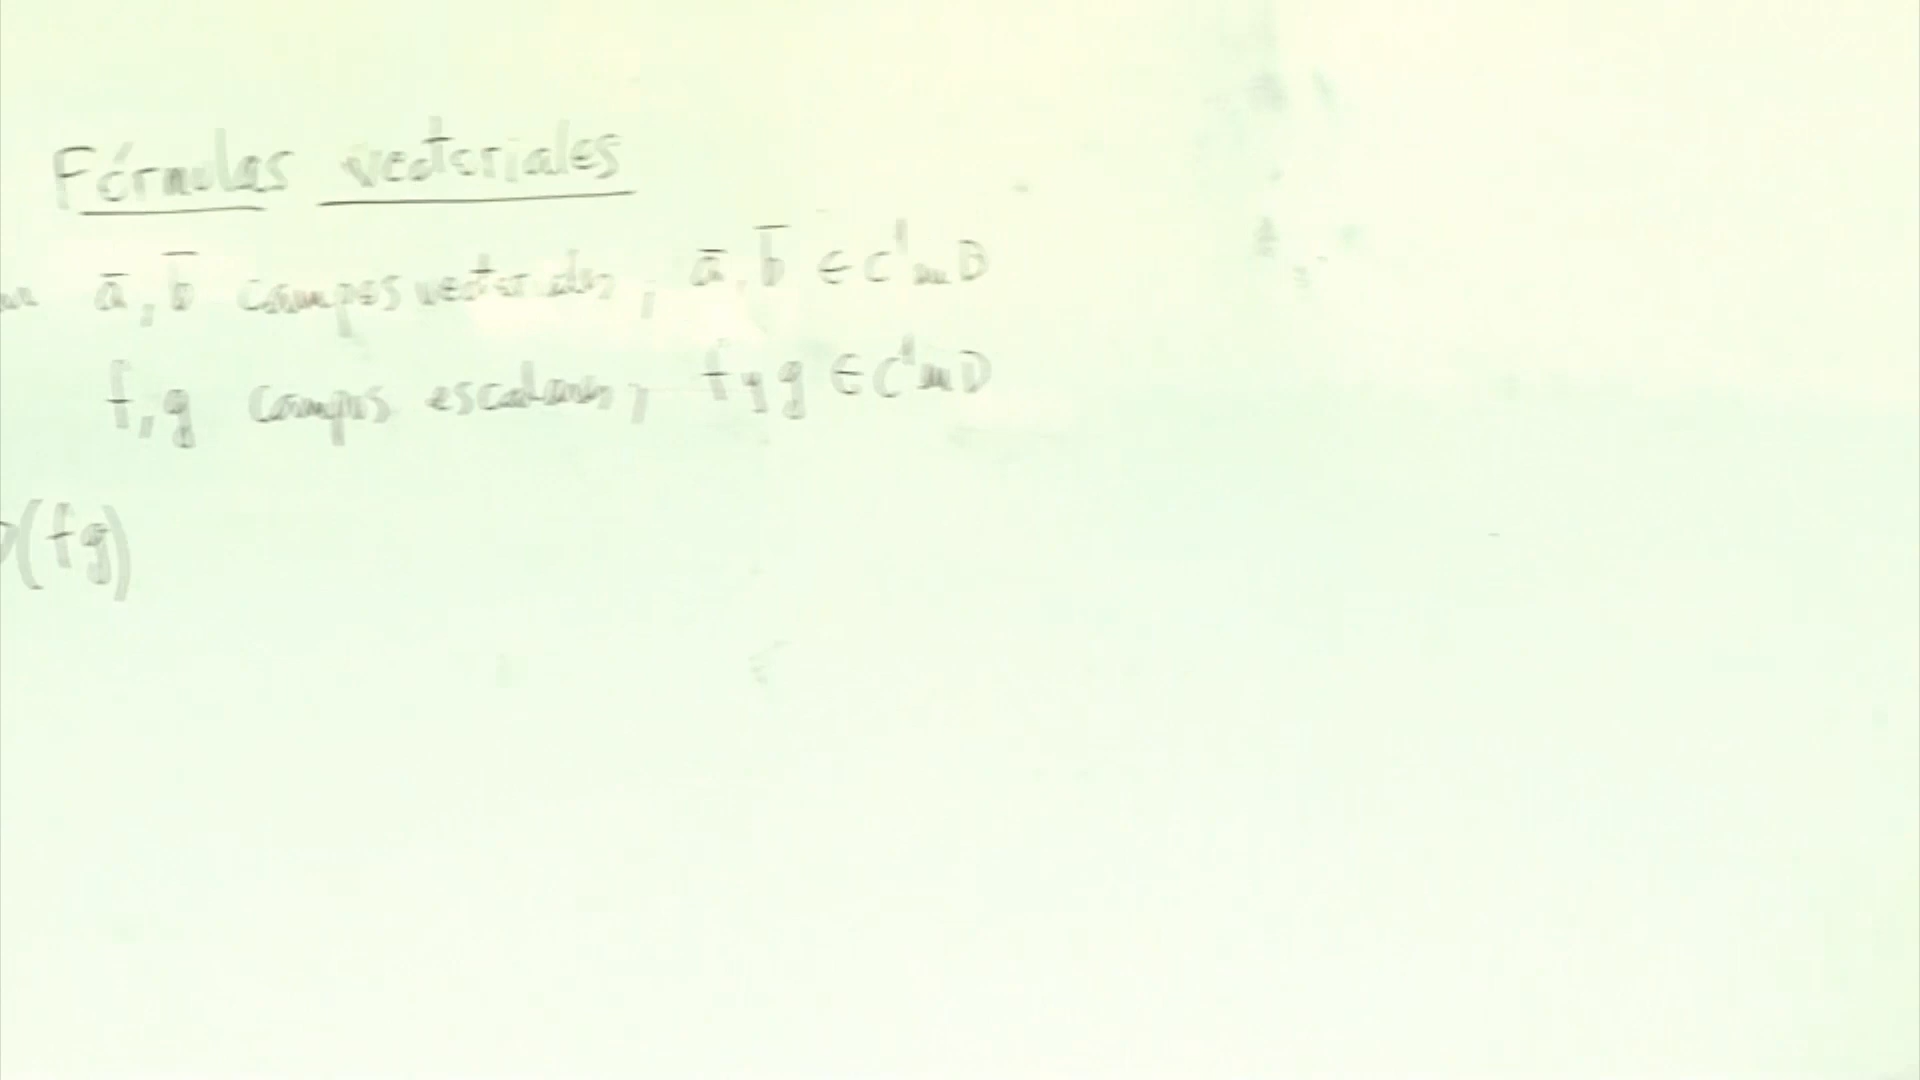 Fórmulas vectoriales
ā, b̄ campos vectoriales; ā, b̄ ∈ C¹ en D
f, g campos escalares; f y g ∈ C¹ en D
(fg)